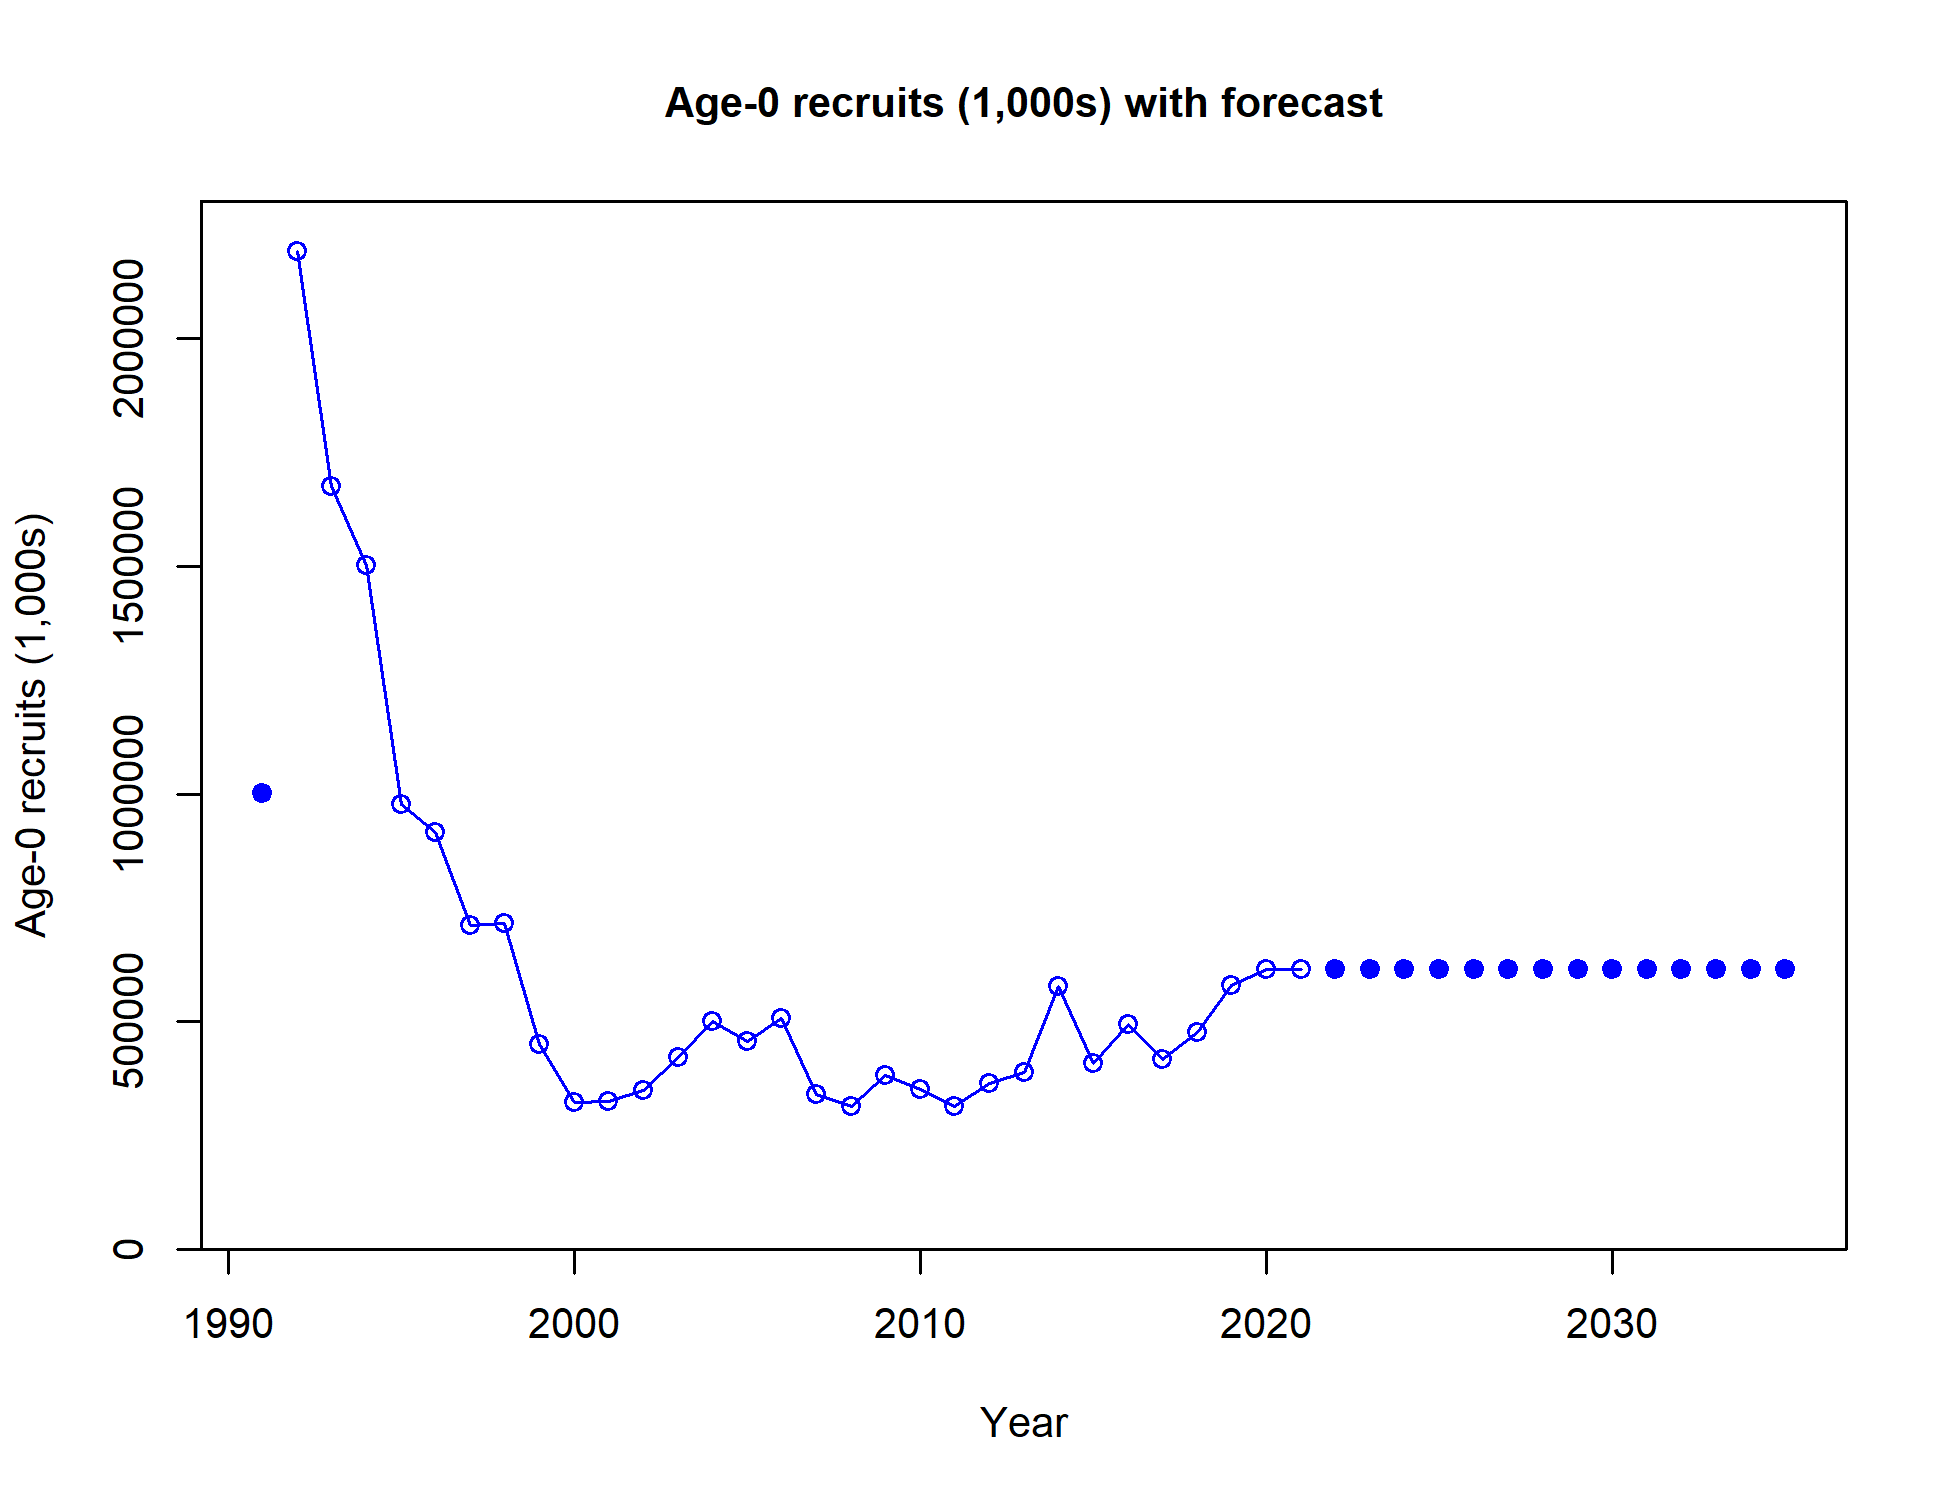 Age-0 recruits (1,000s) with forecast
Age-0 recruits (1,000s)
2000000
1500000
1000000
500000
0
1990 2000 2010 2020 2030
Year